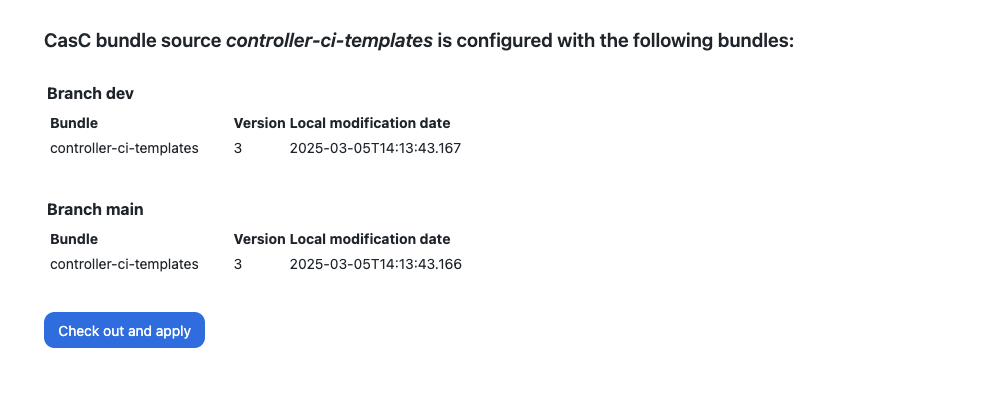 CasC bundle source controller-ci-templates is configured with the following bundles:
Branch dev
Bundle Version Local modification date
controller-ci-templates 3 2025-03-05T14:13:43.167
Branch main
Bundle Version Local modification date
controller-ci-templates 3 2025-03-05T14:13:43.166
Check out and apply